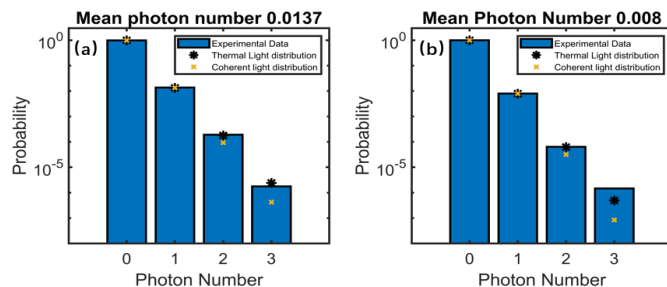 Mean photon number 0.0137
(a)
Experimental Data
Thermal Light distribution
Coherent light distribution
10^0
10^-5
Probability
0 1 2 3
Photon Number
Mean Photon Number 0.008
(b)
Experimental Data
Thermal Light distribution
Coherent light distribution
10^0
10^-5
Probability
0 1 2 3
Photon Number